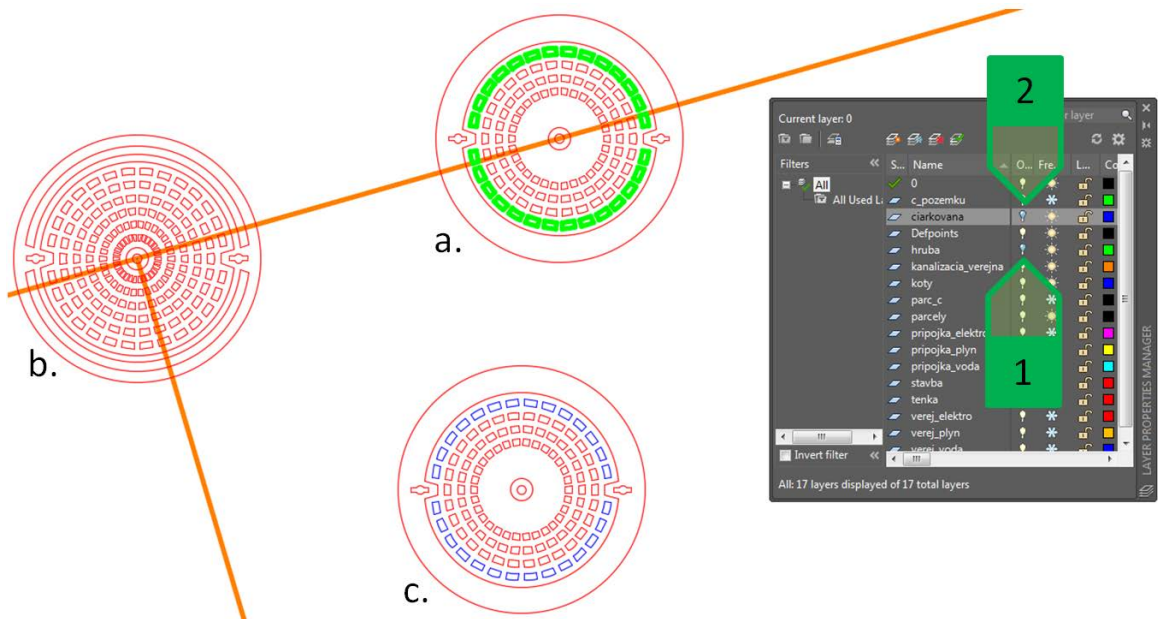 2
Current layer: 0
r layer
Filters
S... Name O... Fre... L... Co
All
All Used La
0
c_pozemku
ciarkovana
Defpoints
hruba
kanalizacia_verejna
koty
parc_c
parcely
pripojka_elektro
pripojka_plyn
pripojka_voda
stavba
tenka
verej_elektro
verej_plyn
verej_voda
1
Invert filter
All: 17 layers displayed of 17 total layers
LAYER PROPERTIES MANAGER
a.
b.
c.